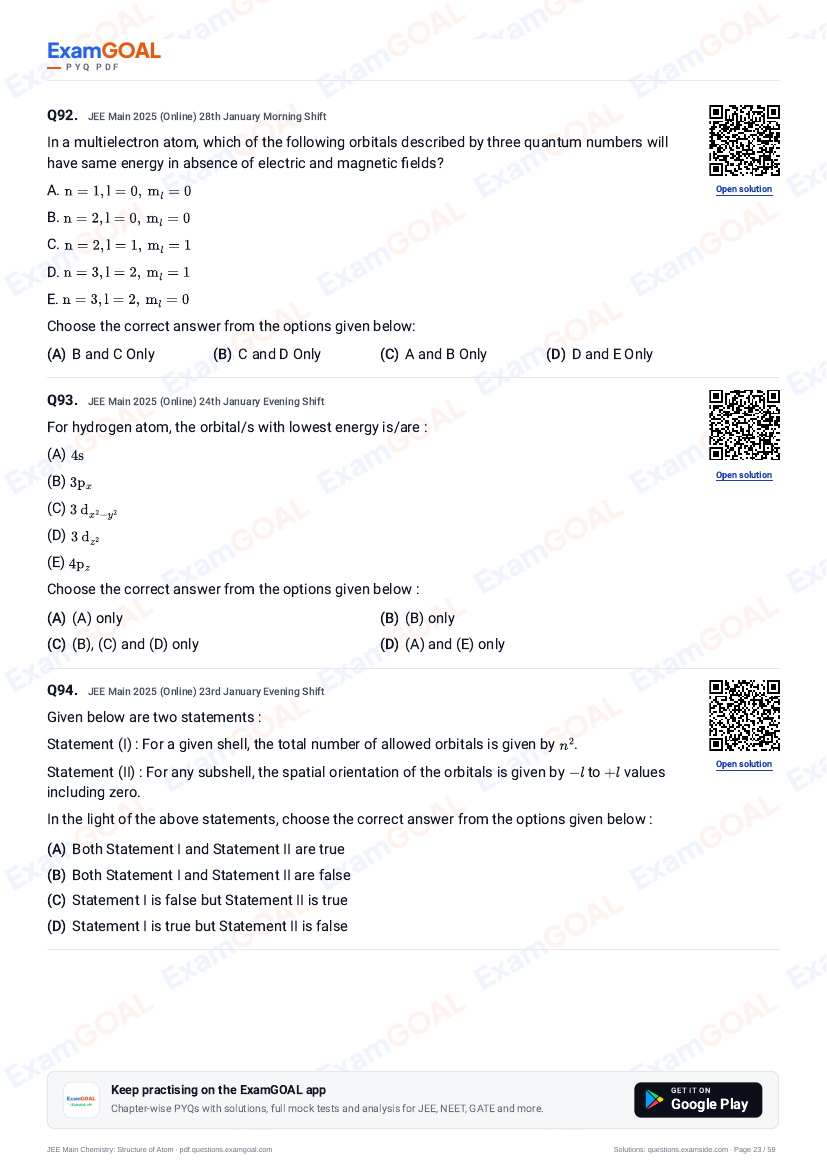 ExamGOAL
PYQ PDF
Q92. JEE Main 2025 (Online) 28th January Morning Shift
In a multielectron atom, which of the following orbitals described by three quantum numbers will
have same energy in absence of electric and magnetic fields?
A. n = 1, l = 0, m_l = 0
B. n = 2, l = 0, m_l = 0
C. n = 2, l = 1, m_l = 1
D. n = 3, l = 2, m_l = 1
E. n = 3, l = 2, m_l = 0
Choose the correct answer from the options given below:
(A) B and C Only (B) C and D Only (C) A and B Only (D) D and E Only
Open solution
Q93. JEE Main 2025 (Online) 24th January Evening Shift
For hydrogen atom, the orbital/s with lowest energy is/are :
(A) 4s
(B) 3p_x
(C) 3 d_{x²−y²}
(D) 3 d_{z²}
(E) 4p_z
Choose the correct answer from the options given below :
(A) (A) only (B) (B) only
(C) (B), (C) and (D) only (D) (A) and (E) only
Open solution
Q94. JEE Main 2025 (Online) 23rd January Evening Shift
Given below are two statements :
Statement (I) : For a given shell, the total number of allowed orbitals is given by n².
Statement (II) : For any subshell, the spatial orientation of the orbitals is given by −l to +l values
including zero.
In the light of the above statements, choose the correct answer from the options given below :
(A) Both Statement I and Statement II are true
(B) Both Statement I and Statement II are false
(C) Statement I is false but Statement II is true
(D) Statement I is true but Statement II is false
Open solution
ExamGOAL
Keep practising on the ExamGOAL app
Chapter-wise PYQs with solutions, full mock tests and analysis for JEE, NEET, GATE and more.
GET IT ON
Google Play
JEE Main Chemistry: Structure of Atom · pdf.questions.examgoal.com
Solutions: questions.examside.com · Page 23 / 59